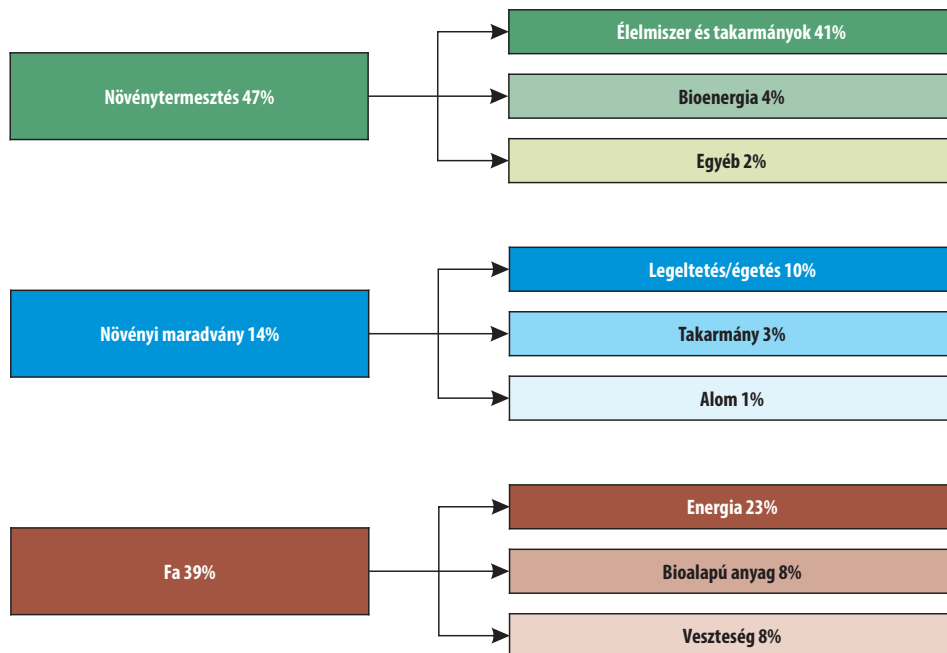 Növénytermesztés 47%
Élelmiszer és takarmányok 41%
Bioenergia 4%
Egyéb 2%
Növényi maradvány 14%
Legeltetés/égetés 10%
Takarmány 3%
Alom 1%
Fa 39%
Energia 23%
Bioalapú anyag 8%
Veszteség 8%